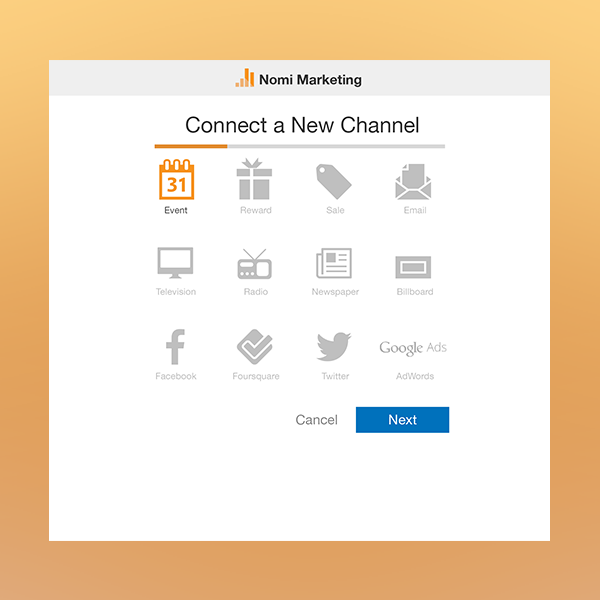 Nomi Marketing
Connect a New Channel
31
Event Reward Sale Email
Television Radio Newspaper Billboard
Google Ads
Facebook Foursquare Twitter AdWords
Cancel Next